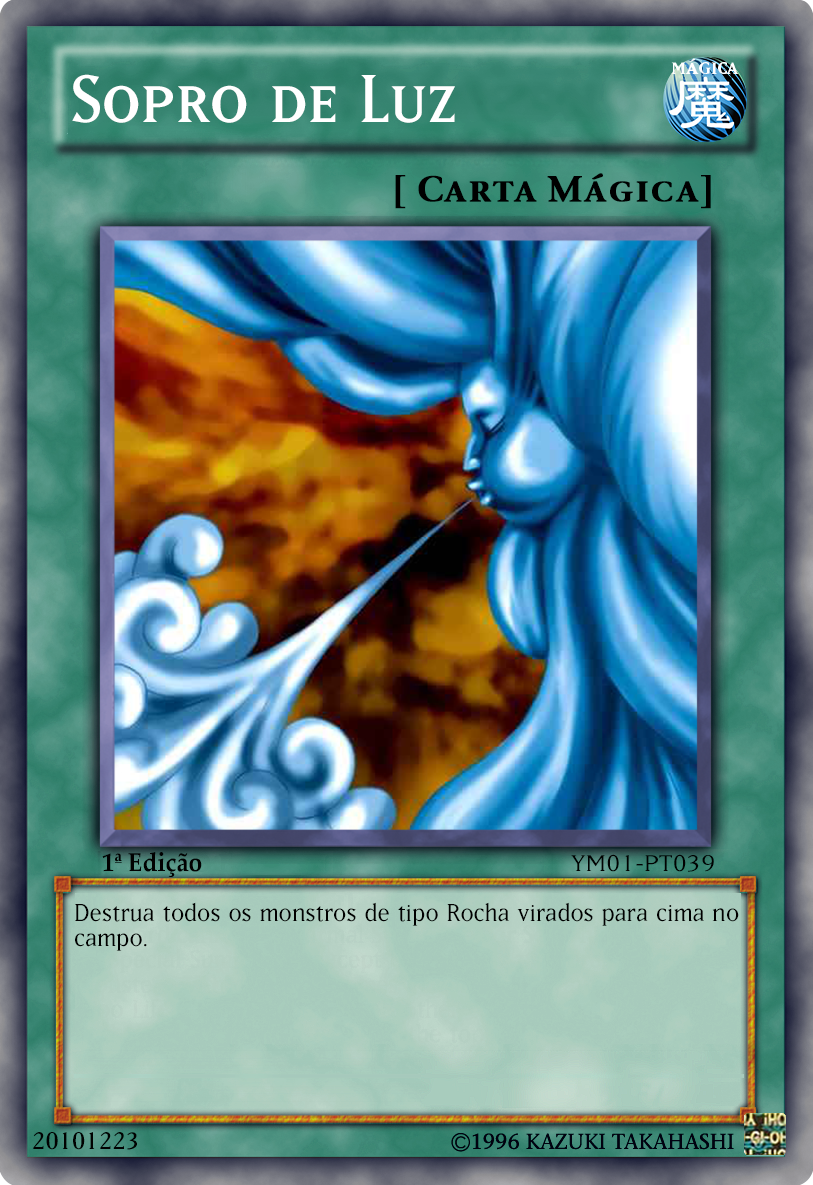 Sopro de Luz
MÁGICA
魔
[ Carta Mágica]
1ª Edição
YM01-PT039
Destrua todos os monstros de tipo Rocha virados para cima no
campo.
20101223
©1996 KAZUKI TAKAHASHI